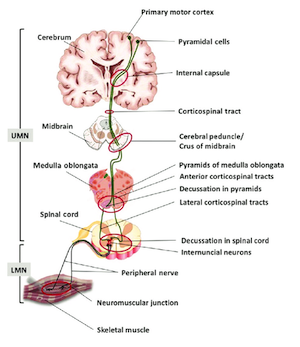 Primary motor cortex
Cerebrum
Pyramidal cells
Internal capsule
Corticospinal tract
UMN
Midbrain
Cerebral peduncle/
Crus of midbrain
Medulla oblongata
Pyramids of medulla oblongata
Anterior corticospinal tracts
Decussation in pyramids
Lateral corticospinal tracts
Spinal cord
Decussation in spinal cord
Internuncial neurons
LMN
Peripheral nerve
Neuromuscular junction
Skeletal muscle